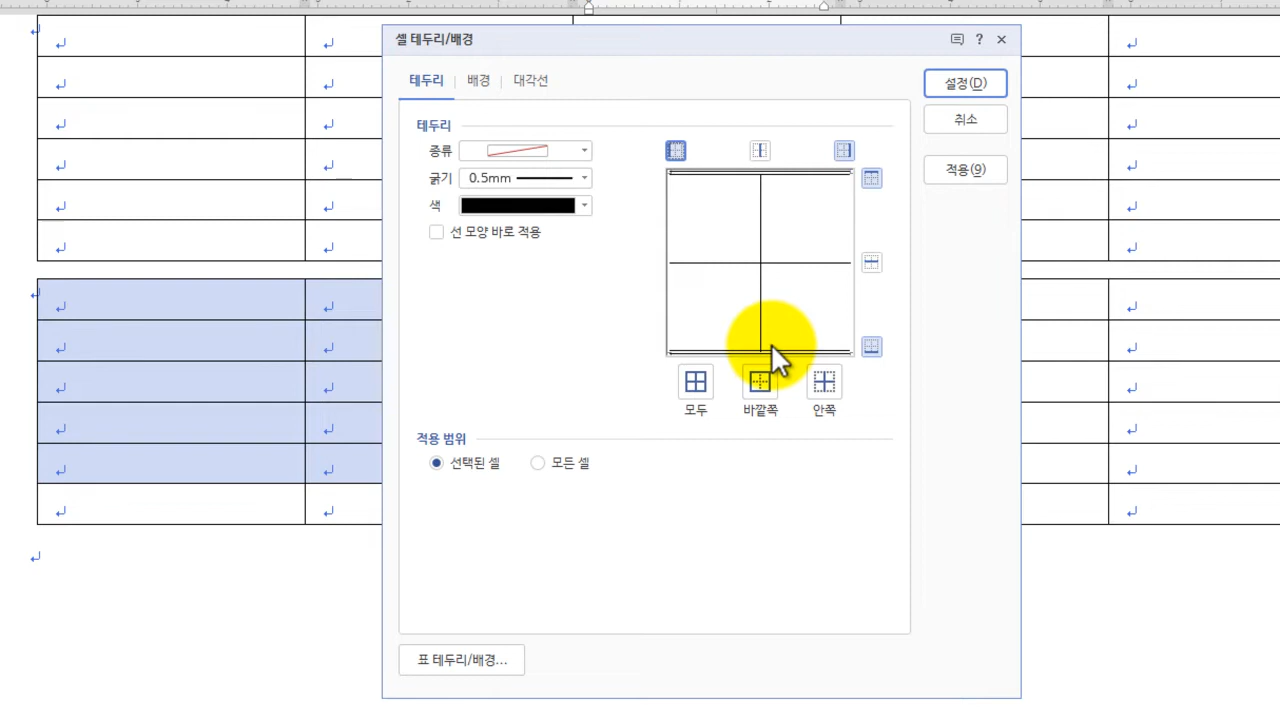 셀 테두리/배경
테두리 배경 대각선
설정(D)
취소
적용(9)
테두리
종류
굵기 0.5mm
색
선 모양 바로 적용
모두 바깥쪽 안쪽
적용 범위
선택된 셀 모든 셀
표 테두리/배경...